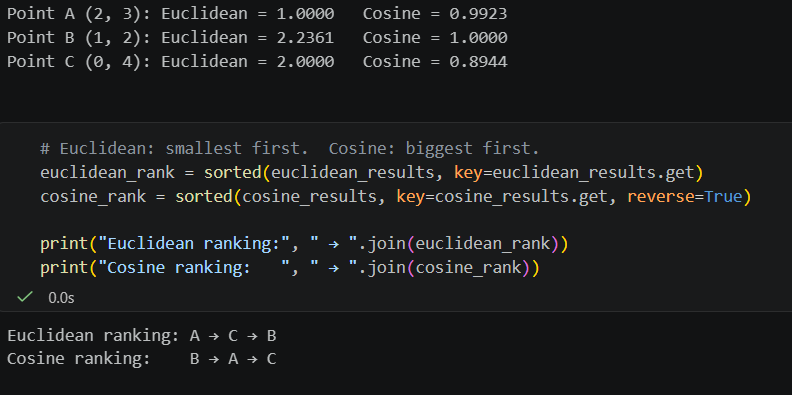 Point A (2, 3): Euclidean = 1.0000   Cosine = 0.9923
Point B (1, 2): Euclidean = 2.2361   Cosine = 1.0000
Point C (0, 4): Euclidean = 2.0000   Cosine = 0.8944
# Euclidean: smallest first.  Cosine: biggest first.
euclidean_rank = sorted(euclidean_results, key=euclidean_results.get)
cosine_rank = sorted(cosine_results, key=cosine_results.get, reverse=True)
print("Euclidean ranking:", " → ".join(euclidean_rank))
print("Cosine ranking:   ", " → ".join(cosine_rank))
0.0s
Euclidean ranking: A → C → B
Cosine ranking:    B → A → C